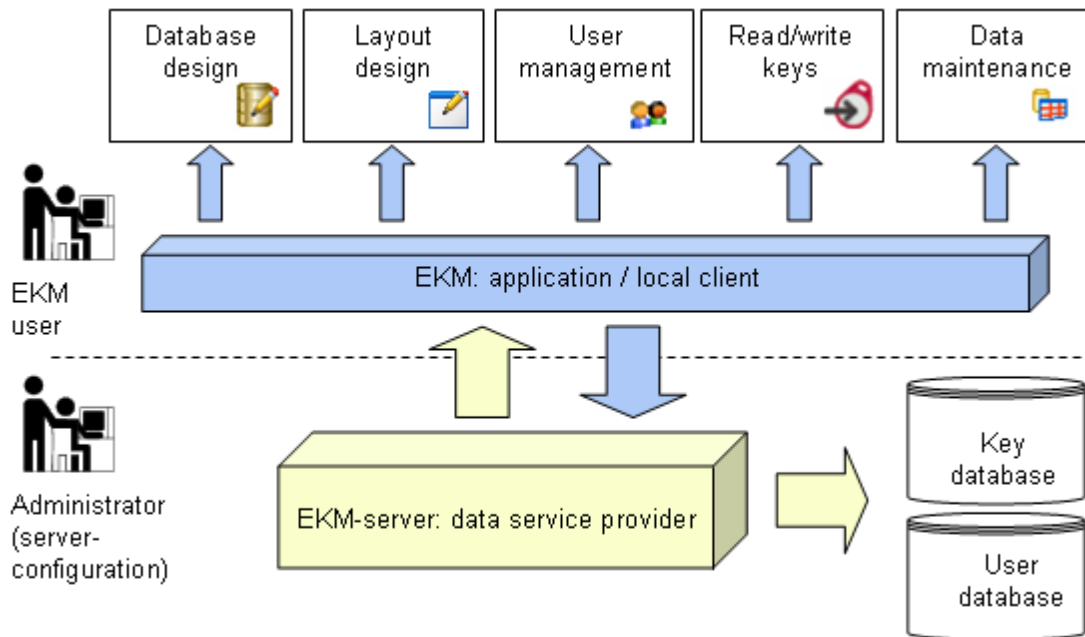 Database
design
Layout
design
User
management
Read/write
keys
Data
maintenance
EKM: application / local client
EKM
user
Administrator
(server-
configuration)
EKM-server: data service provider
Key
database
User
database